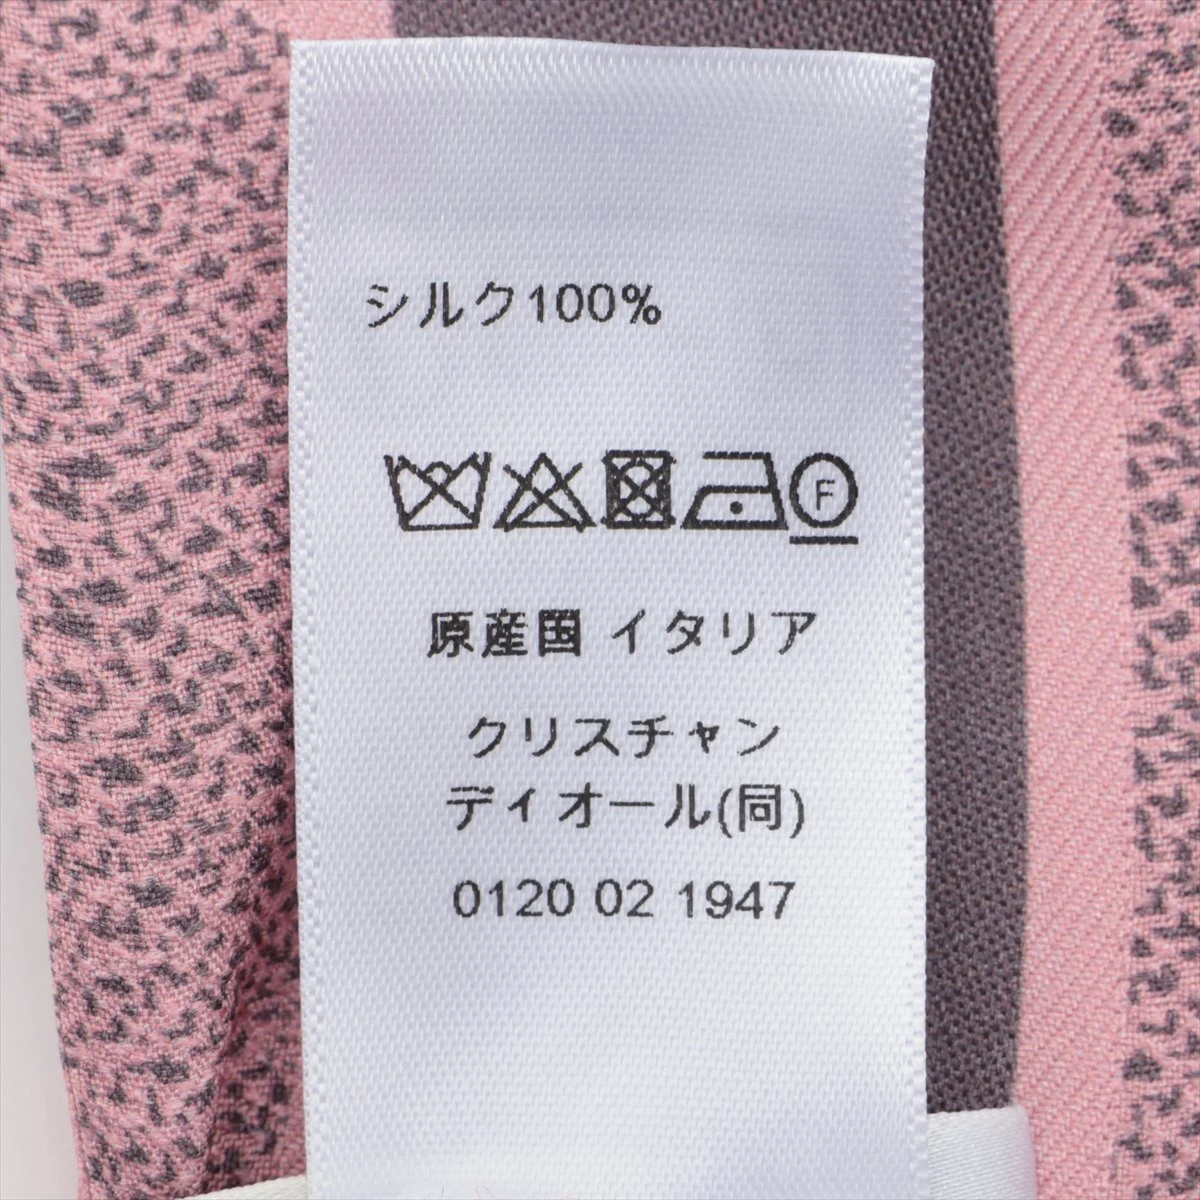 シルク100%
F
原産国 イタリア
クリスチャン
ディオール(同)
0120 02 1947